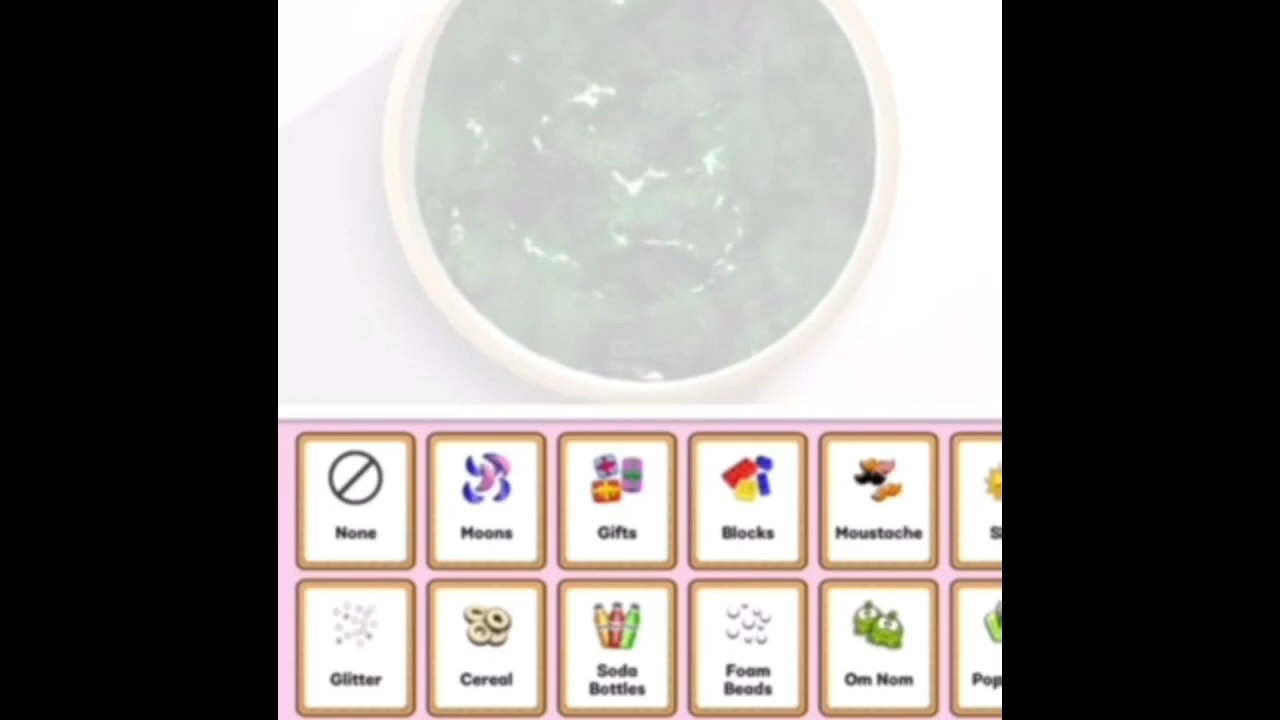 None
Moons
Gifts
Blocks
Moustache
Glitter
Cereal
Soda
Bottles
Foam
Beads
Om Nom